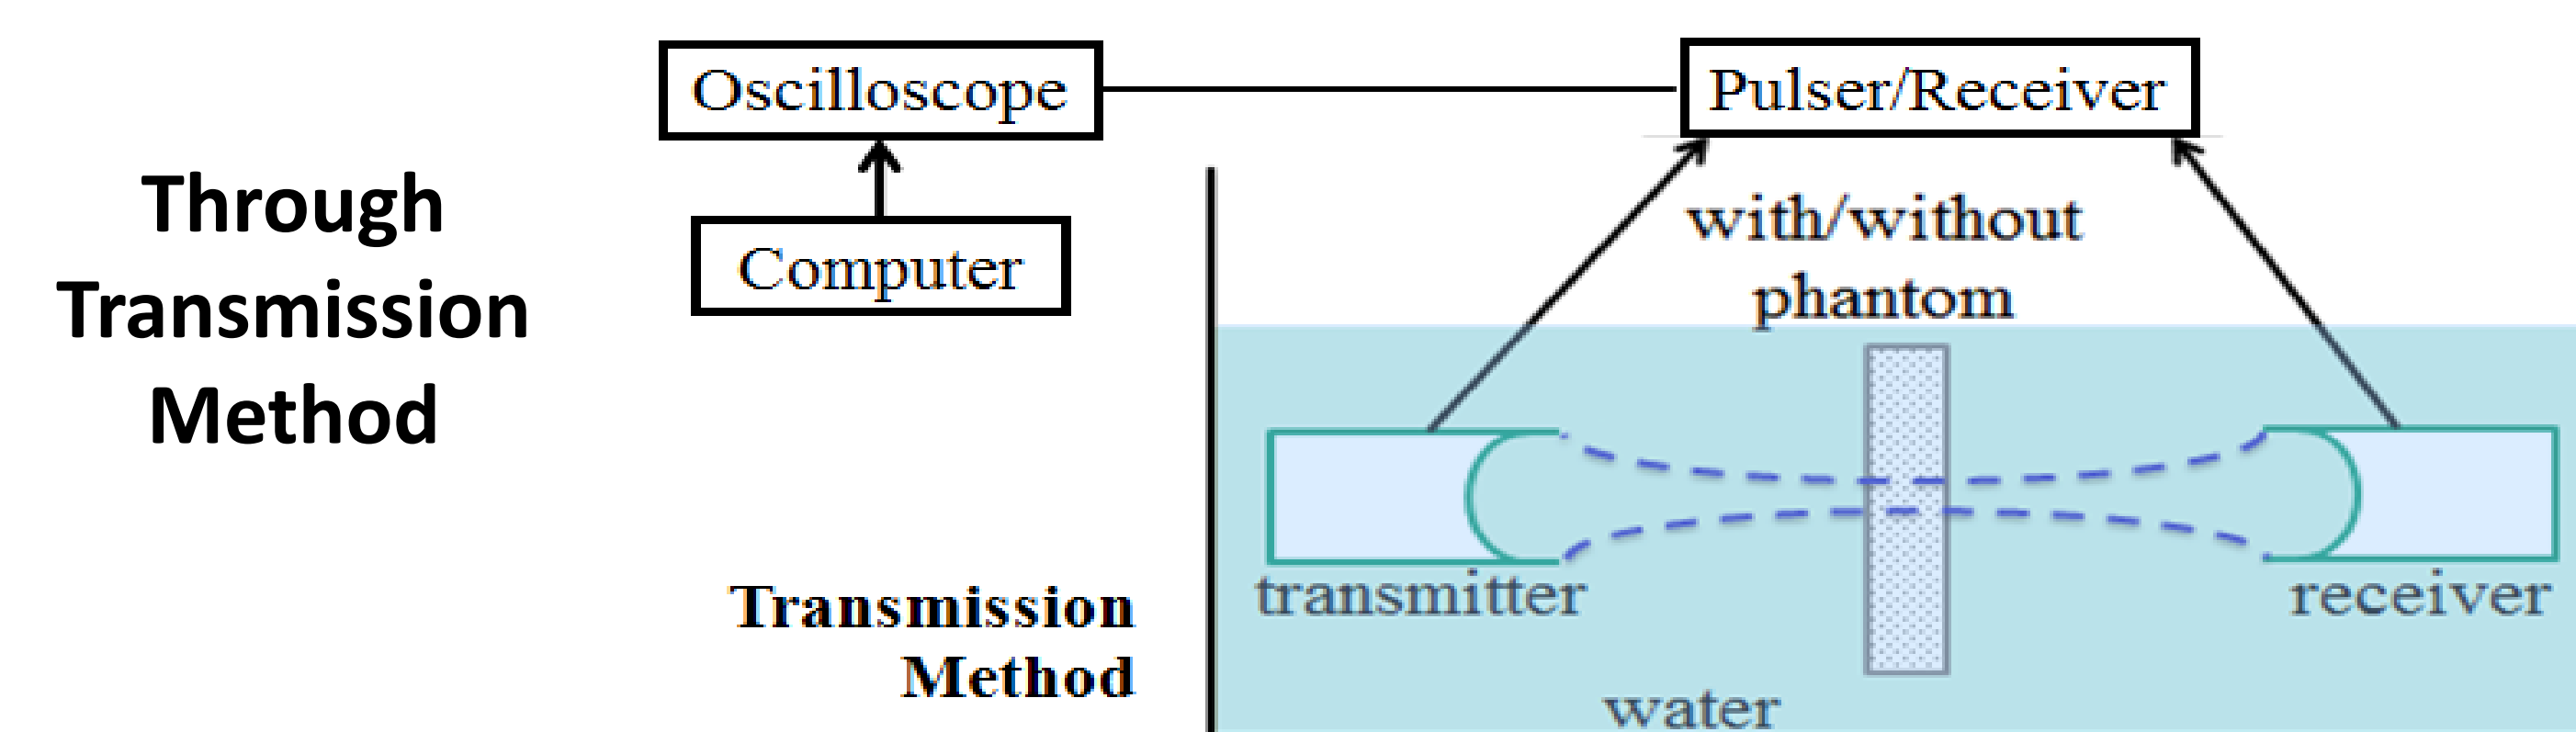 Through
Transmission
Method
Oscilloscope
Pulser/Receiver
Computer
with/without
phantom
transmitter
receiver
Transmission
Method
water